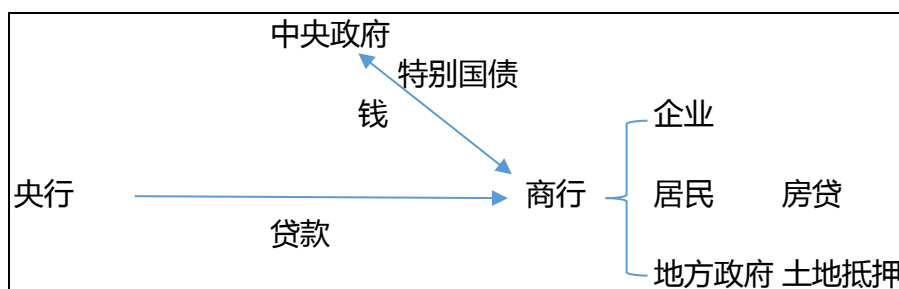 中央政府
特别国债
钱
企业
央行
商行
居民
房贷
贷款
地方政府 土地抵押